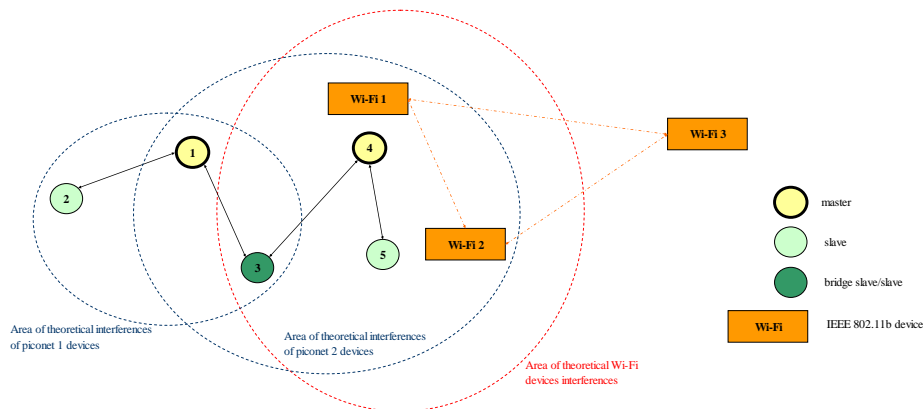 Wi-Fi 1
Wi-Fi 3
1
4
2
master
3
5
Wi-Fi 2
slave
bridge slave/slave
Area of theoretical interferences
of piconet 1 devices
Area of theoretical interferences
of piconet 2 devices
Wi-Fi
IEEE 802.11b device
Area of theoretical Wi-Fi
devices interferences